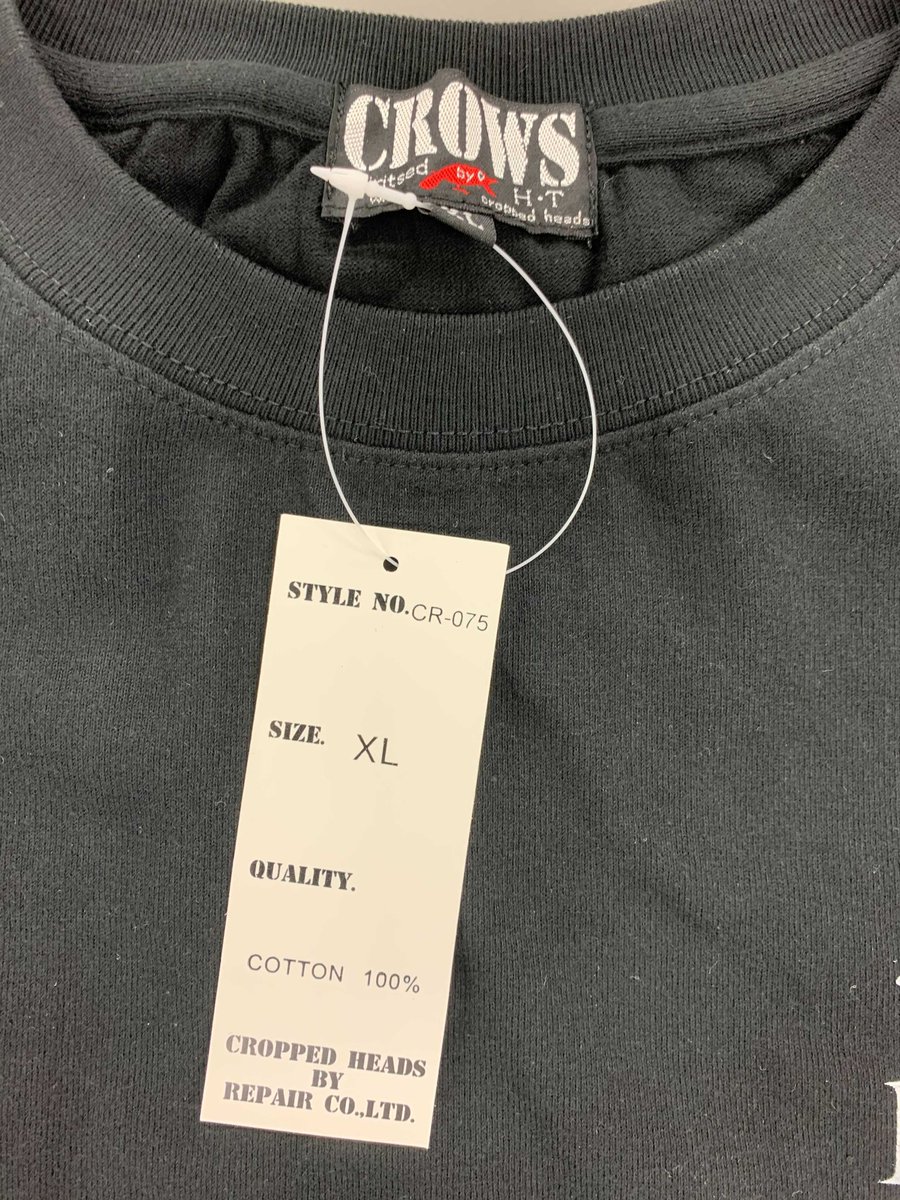 CROWS
by
H·T
cropped heads
STYLE NO. CR-075
SIZE. XL
QUALITY.
COTTON 100%
CROPPED HEADS
BY
REPAIR CO.,LTD.